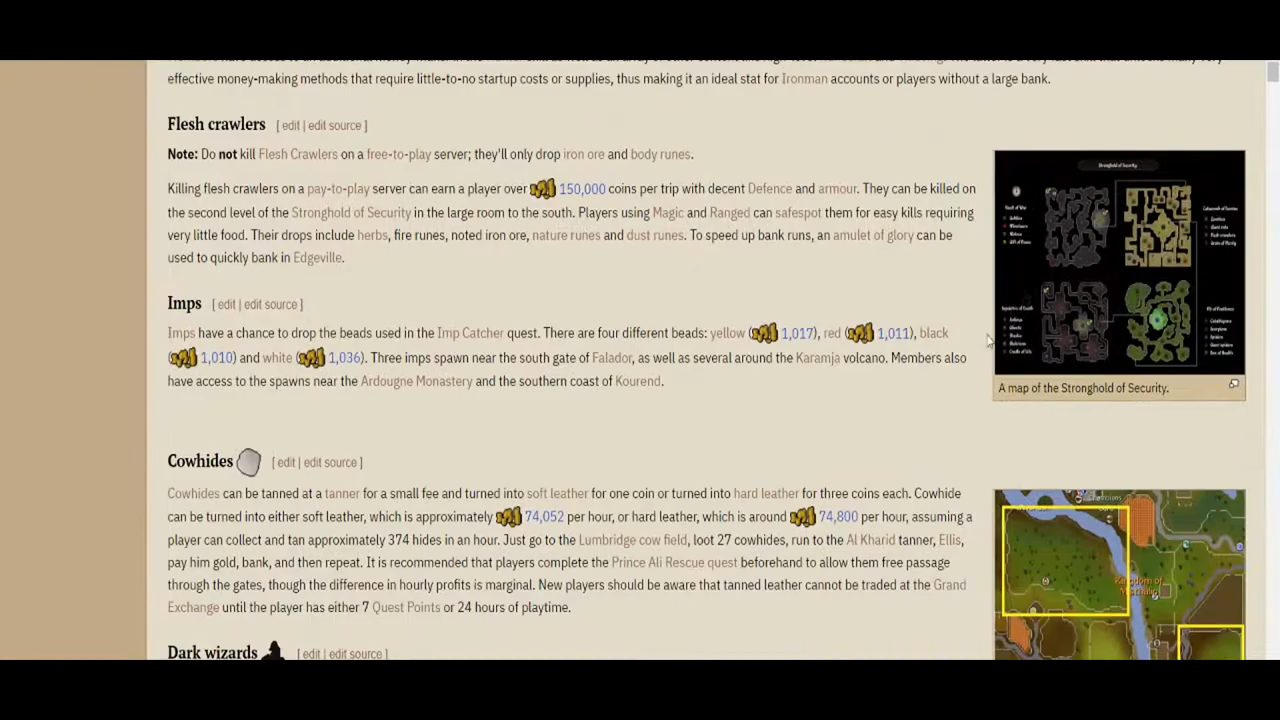 effective money-making methods that require little-to-no startup costs or supplies, thus making it an ideal stat for Ironman accounts or players without a large bank.
Flesh crawlers [ edit | edit source ]
Note: Do not kill Flesh Crawlers on a free-to-play server; they'll only drop iron ore and body runes.
Killing flesh crawlers on a pay-to-play server can earn a player over 150,000 coins per trip with decent Defence and armour. They can be killed on
the second level of the Stronghold of Security in the large room to the south. Players using Magic and Ranged can safespot them for easy kills requiring
very little food. Their drops include herbs, fire runes, noted iron ore, nature runes and dust runes. To speed up bank runs, an amulet of glory can be
used to quickly bank in Edgeville.
Stronghold of Security
A map of the Stronghold of Security.
Imps [ edit | edit source ]
Imps have a chance to drop the beads used in the Imp Catcher quest. There are four different beads: yellow ( 1,017), red ( 1,011), black
( 1,010) and white ( 1,036). Three imps spawn near the south gate of Falador, as well as several around the Karamja volcano. Members also
have access to the spawns near the Ardougne Monastery and the southern coast of Kourend.
Cowhides [ edit | edit source ]
Cowhides can be tanned at a tanner for a small fee and turned into soft leather for one coin or turned into hard leather for three coins each. Cowhide
can be turned into either soft leather, which is approximately 74,052 per hour, or hard leather, which is around 74,800 per hour, assuming a
player can collect and tan approximately 374 hides in an hour. Just go to the Lumbridge cow field, loot 27 cowhides, run to the Al Kharid tanner, Ellis,
pay him gold, bank, and then repeat. It is recommended that players complete the Prince Ali Rescue quest beforehand to allow them free passage
through the gates, though the difference in hourly profits is marginal. New players should be aware that tanned leather cannot be traded at the Grand
Exchange until the player has either 7 Quest Points or 24 hours of playtime.
Kingdom of
Dark wizards [ edit | edit source ]